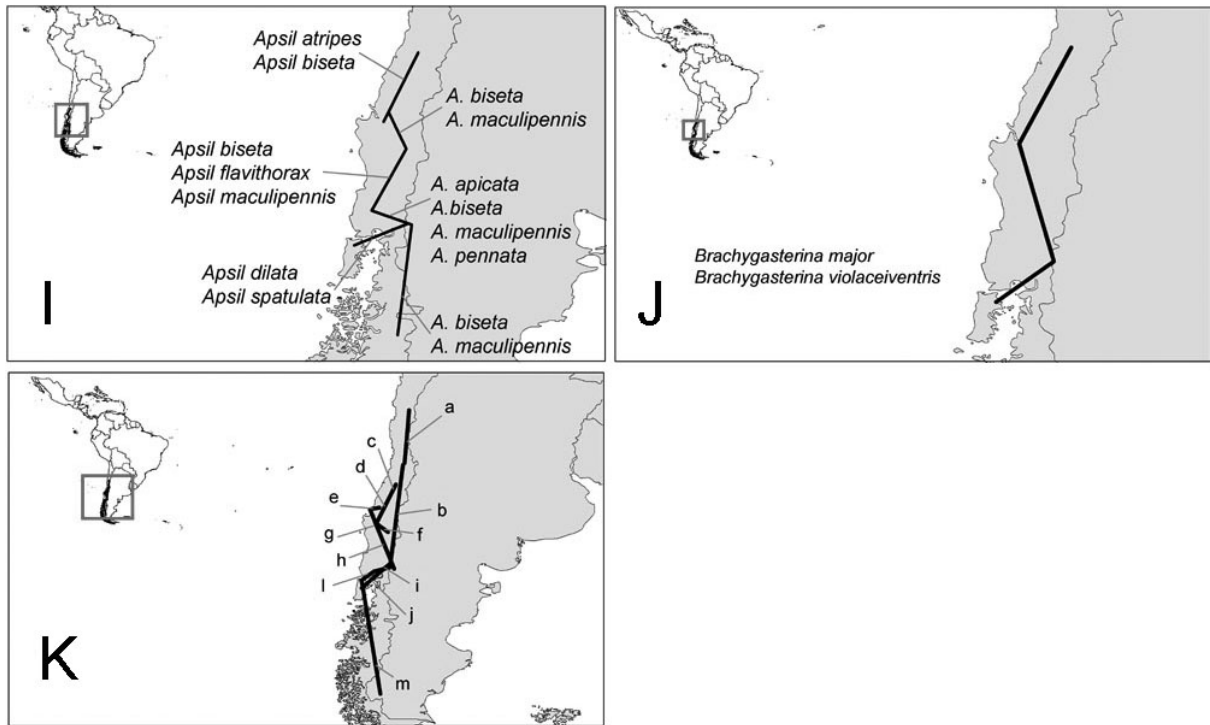 Apsil atripes
Apsil biseta
A. biseta
A. maculipennis
Apsil biseta
Apsil flavithorax
Apsil maculipennis
A. apicata
A.biseta
A. maculipennis
A. pennata
Apsil dilata
Apsil spatulata
A. biseta
A. maculipennis
I
Brachygasterina major
Brachygasterina violaceiventris
J
a
c
d
e
b
g
f
h
l
i
j
m
K